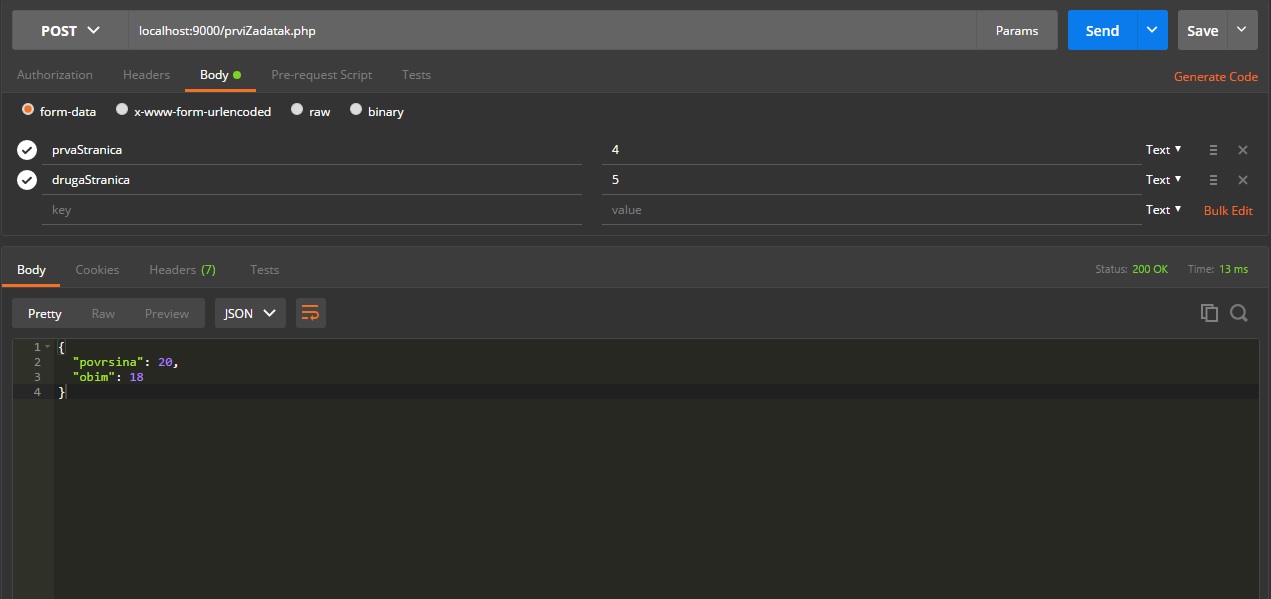 POST localhost:9000/prviZadatak.php Params Send Save
Authorization Headers Body Pre-request Script Tests Generate Code
form-data x-www-form-urlencoded raw binary
prvaStranica 4 Text
drugaStranica 5 Text
key value Text Bulk Edit
Body Cookies Headers (7) Tests Status: 200 OK Time: 13 ms
Pretty Raw Preview JSON
1 {
2 "povrsina": 20,
3 "obim": 18
4 }